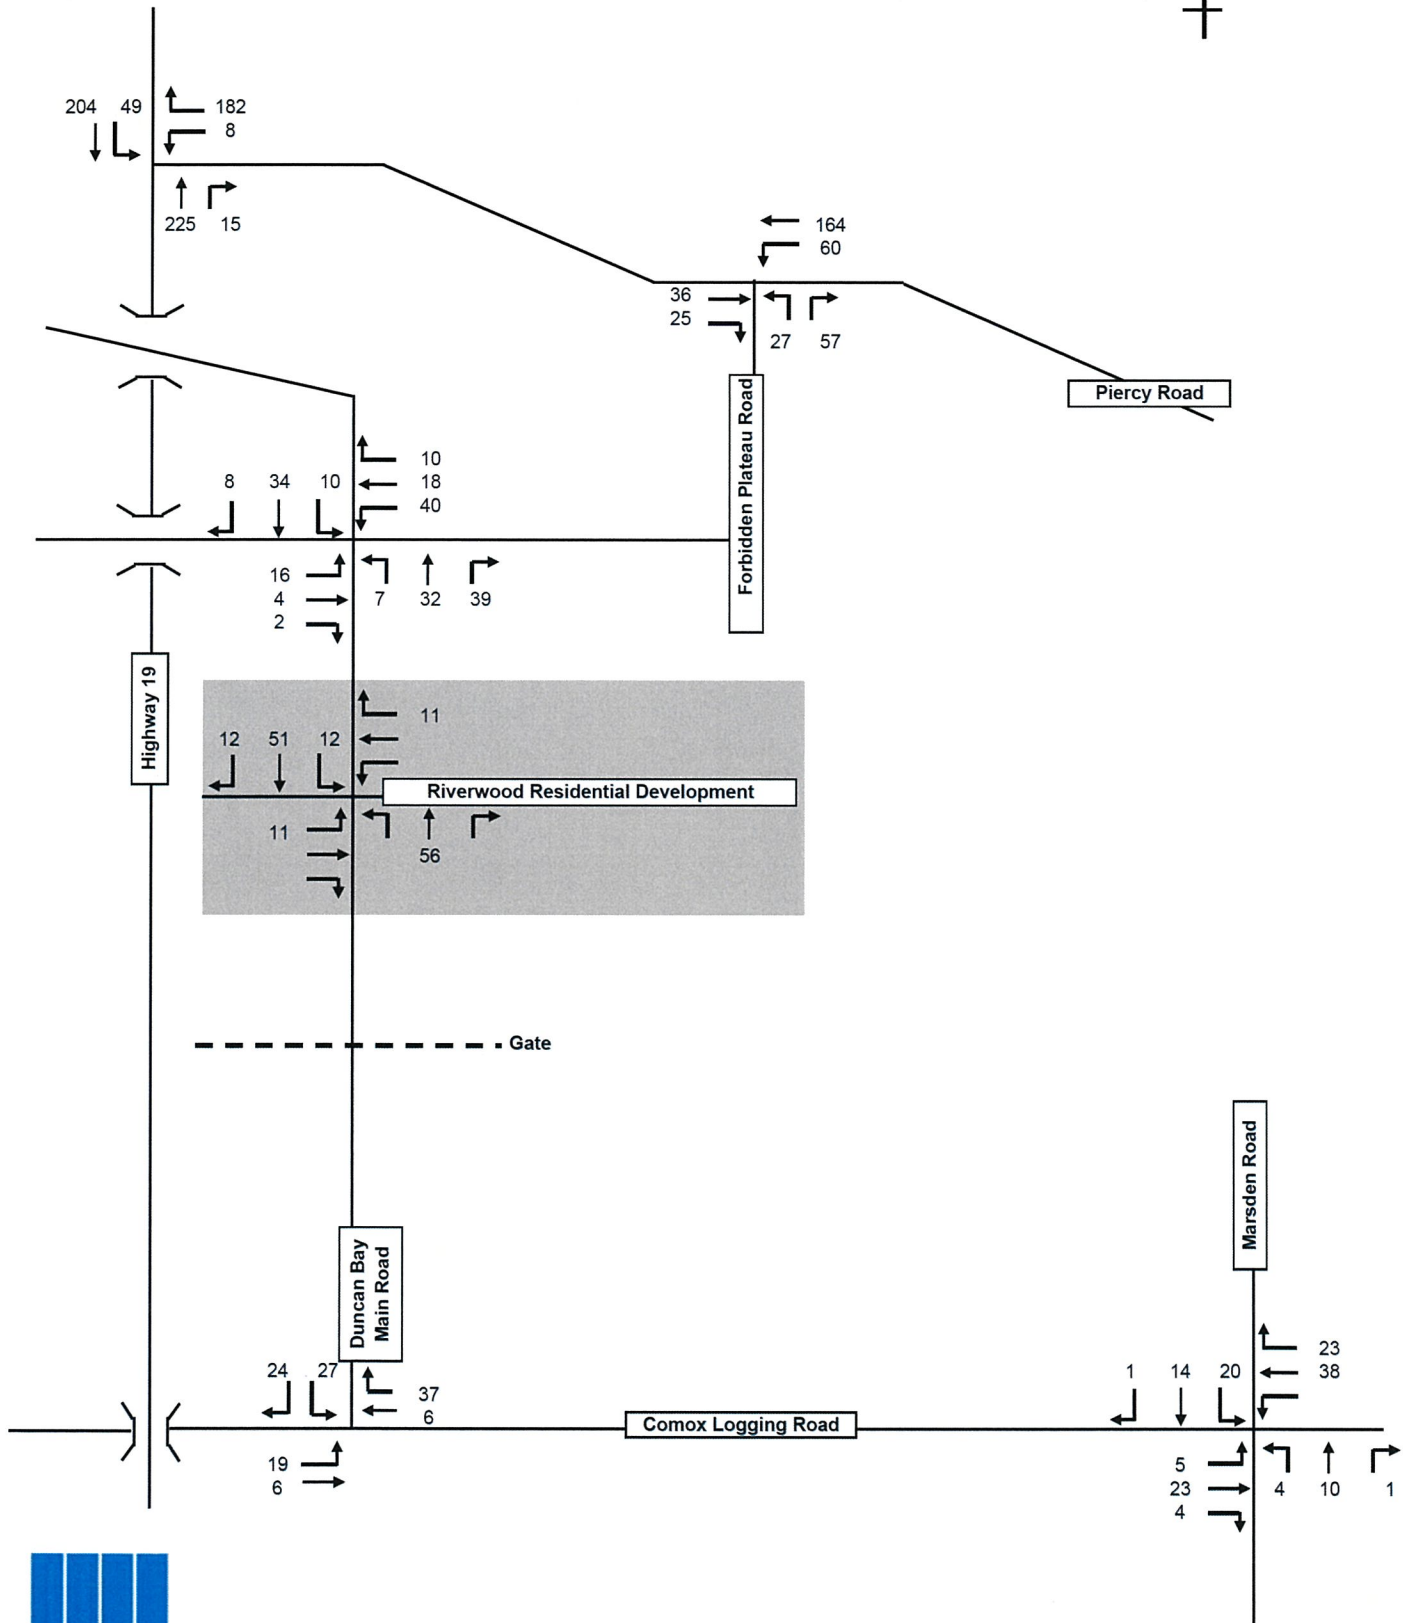 204 49 182
8
225 15
164
60
36
25
27 57
Piercy Road
Forbidden Plateau Road
10
8 34 10 18
40
16
4 7 32 39
2
Highway 19
11
12 51 12
Riverwood Residential Development
11
56
Gate
Marsden Road
Duncan Bay
Main Road
23
24 27 1 14 20 38
37
6
Comox Logging Road
19 5
6 23 4 10 1
4